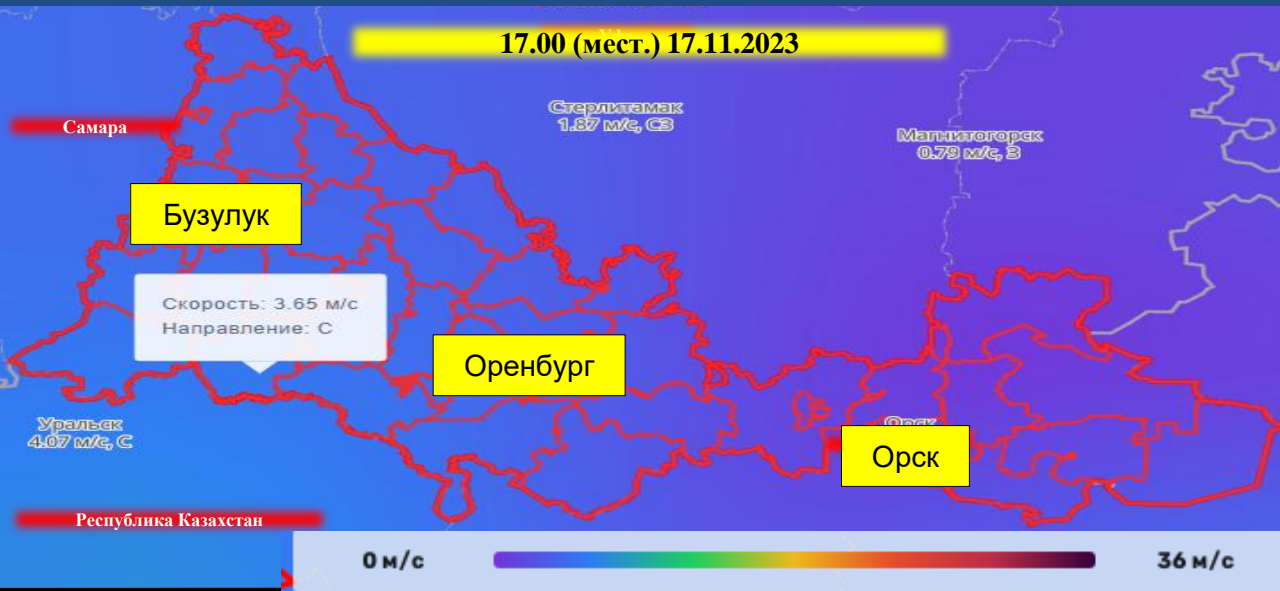 17.00 (мест.) 17.11.2023
Стерлитамак
1.87 м/с, СЗ
Самара
Магнитогорск
0.79 м/с, З
Бузулук
Скорость: 3.65 м/с
Направление: С
Оренбург
Уральск
4.07 м/с, С
Орск
Орск
Республика Казахстан
0 м/с
36 м/с